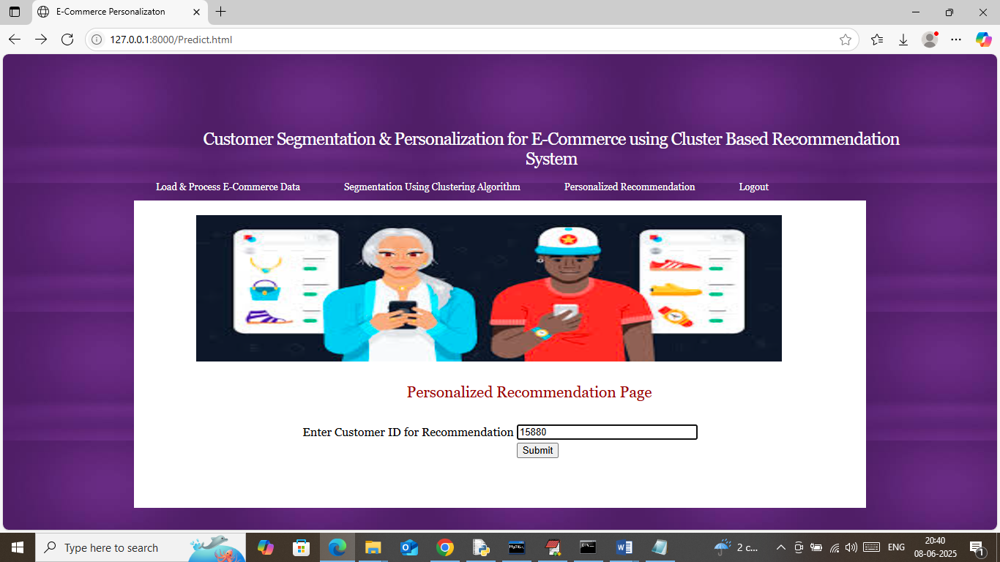 E-Commerce Personalizaton
127.0.0.1:8000/Predict.html
Customer Segmentation & Personalization for E-Commerce using Cluster Based Recommendation
System
Load & Process E-Commerce Data Segmentation Using Clustering Algorithm Personalized Recommendation Logout
Personalized Recommendation Page
Enter Customer ID for Recommendation 15880
Submit
Type here to search
2 c...
ENG
20:40
08-06-2025
1